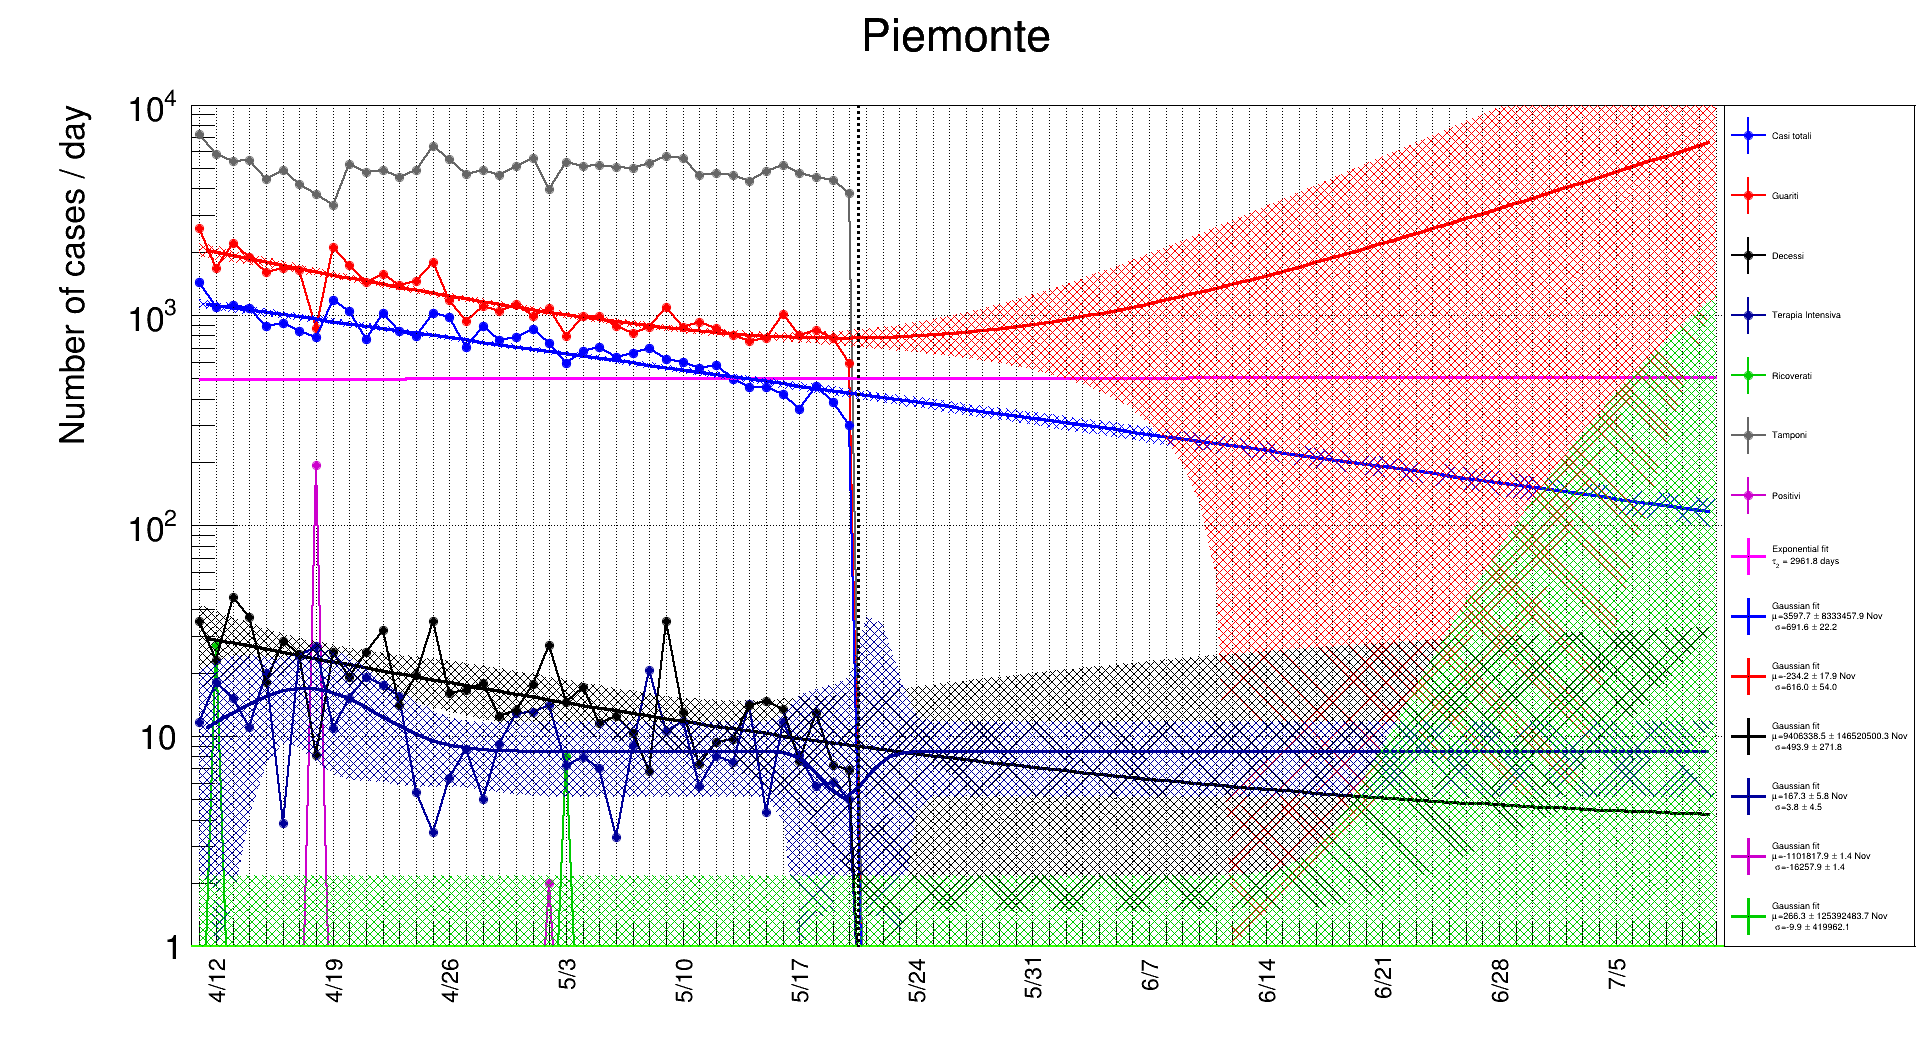 Piemonte
Number of cases / day
10^4
10^3
10^2
10
1
4/12
4/19
4/26
5/3
5/10
5/17
5/24
5/31
6/7
6/14
6/21
6/28
7/5
Casi totali
Guariti
Decessi
Terapia Intensiva
Ricoverati
Tamponi
Positivi
Exponential fit
τ_2 = 2961.8 days
Gaussian fit
μ=3597.7 ± 8333457.9 Nov
σ=691.6 ± 22.2
Gaussian fit
μ=-234.2 ± 17.9 Nov
σ=616.0 ± 54.0
Gaussian fit
μ=9406338.5 ± 146520500.3 Nov
σ=493.9 ± 271.8
Gaussian fit
μ=167.3 ± 5.8 Nov
σ=3.8 ± 4.5
Gaussian fit
μ=-1101817.9 ± 1.4 Nov
σ=-16257.9 ± 1.4
Gaussian fit
μ=266.3 ± 125392483.7 Nov
σ=-9.9 ± 419962.1